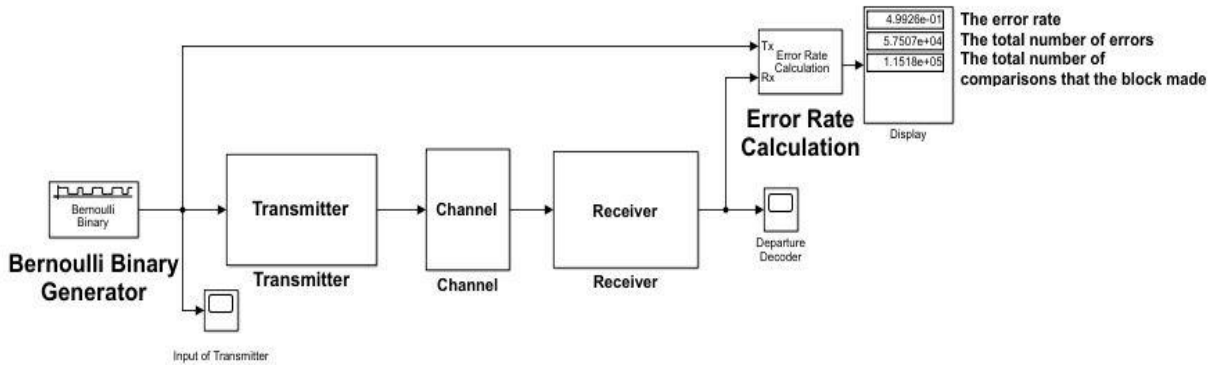 4.9926e-01
The error rate
5.7507e+04
The total number of errors
1.1518e+05
The total number of
comparisons that the block made
Tx
Rx
Error Rate
Calculation
Error Rate
Calculation
Display
Bernoulli
Binary
Bernoulli Binary
Generator
Transmitter
Transmitter
Channel
Channel
Receiver
Receiver
Departure
Decoder
Input of Transmitter